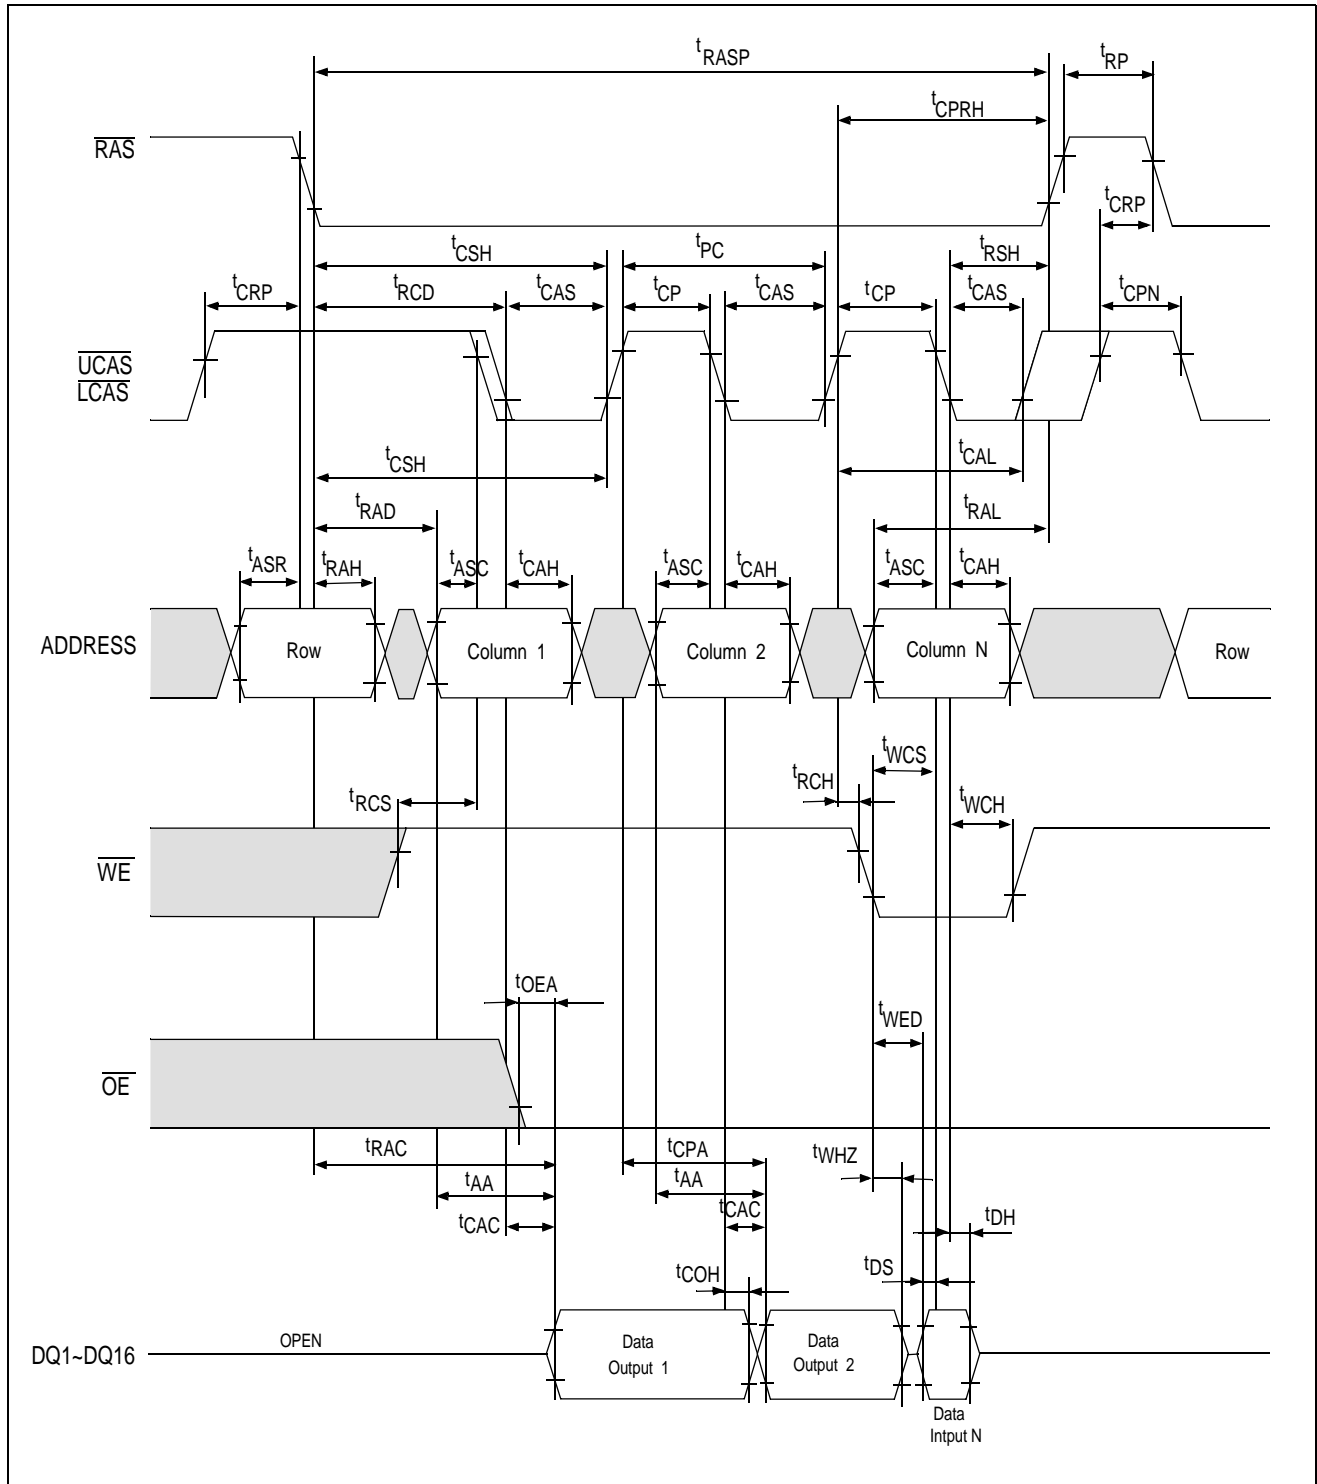 tRASP
tRP
tCPRH
RAS
tCRP
tCSH
tPC
tRSH
tCRP
tRCD
tCAS
tCP
tCAS
tCP
tCAS
tCPN
UCAS
LCAS
tCSH
tCAL
tRAD
tRAL
tASR
tRAH
tASC
tCAH
tASC
tCAH
tASC
tCAH
ADDRESS
Row
Column 1
Column 2
Column N
Row
tWCS
tRCH
tRCS
tWCH
WE
tOEA
tWED
OE
tRAC
tCPA
tWHZ
tAA
tAA
tCAC
tCAC
tDH
tCOH
tDS
DQ1~DQ16
OPEN
Data
Output 1
Data
Output 2
Data
Intput N